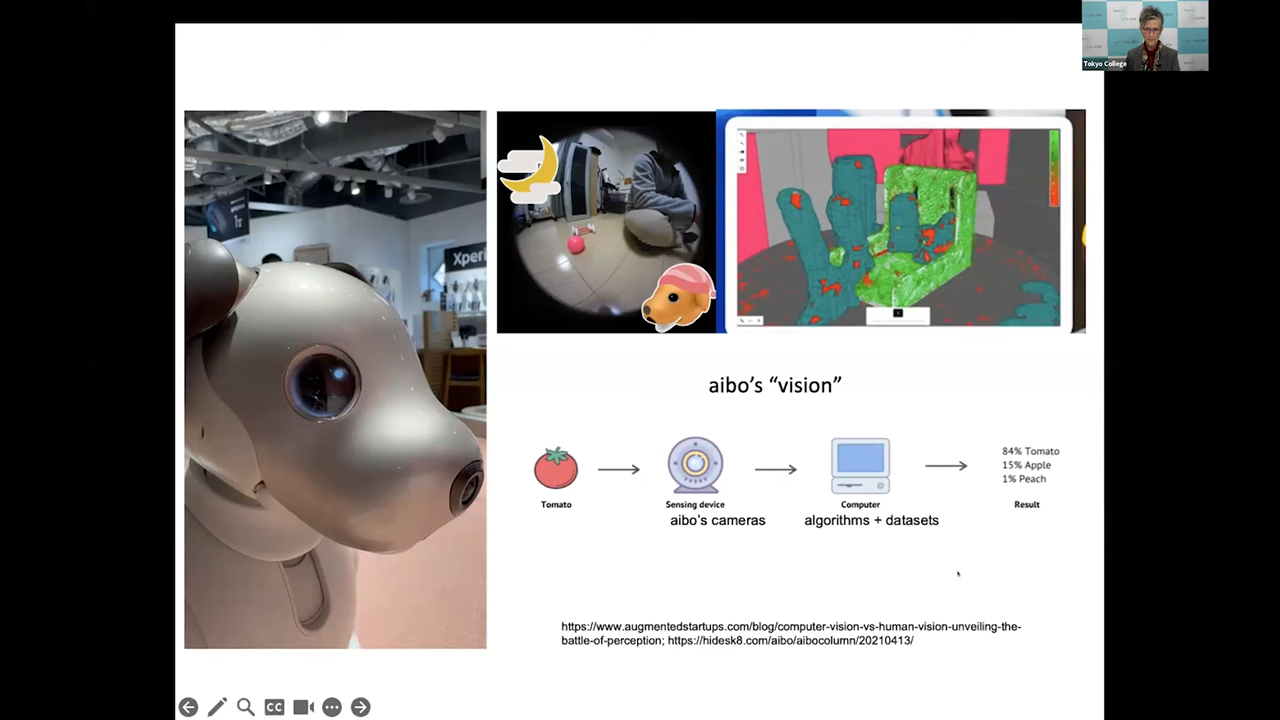 Tokyo College
Xperi
aibo's “vision”
84% Tomato
15% Apple
1% Peach
Tomato
Sensing device
Computer
Result
aibo's cameras
algorithms + datasets
https://www.augmentedstartups.com/blog/computer-vision-vs-human-vision-unveiling-the-
battle-of-perception; https://hidesk8.com/aibo/aibocolumn/20210413/
CC